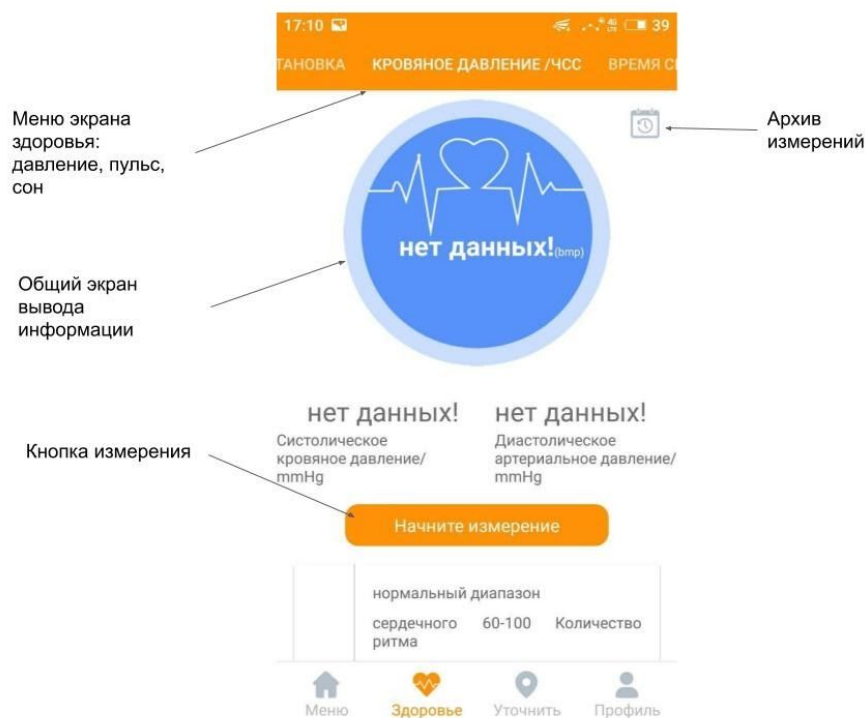 17:10 4G LTE 39
ТАНОВКА КРОВЯНОЕ ДАВЛЕНИЕ /ЧСС ВРЕМЯ С
Меню экрана
здоровья:
давление, пульс,
сон
Архив
измерений
нет данных!(bmp)
Общий экран
вывода
информации
нет данных! нет данных!
Систолическое
кровяное давление/
mmHg
Диастолическое
артериальное давление/
mmHg
Кнопка измерения
Начните измерение
нормальный диапазон
сердечного 60-100 Количество
ритма
Меню Здоровье Уточнить Профиль